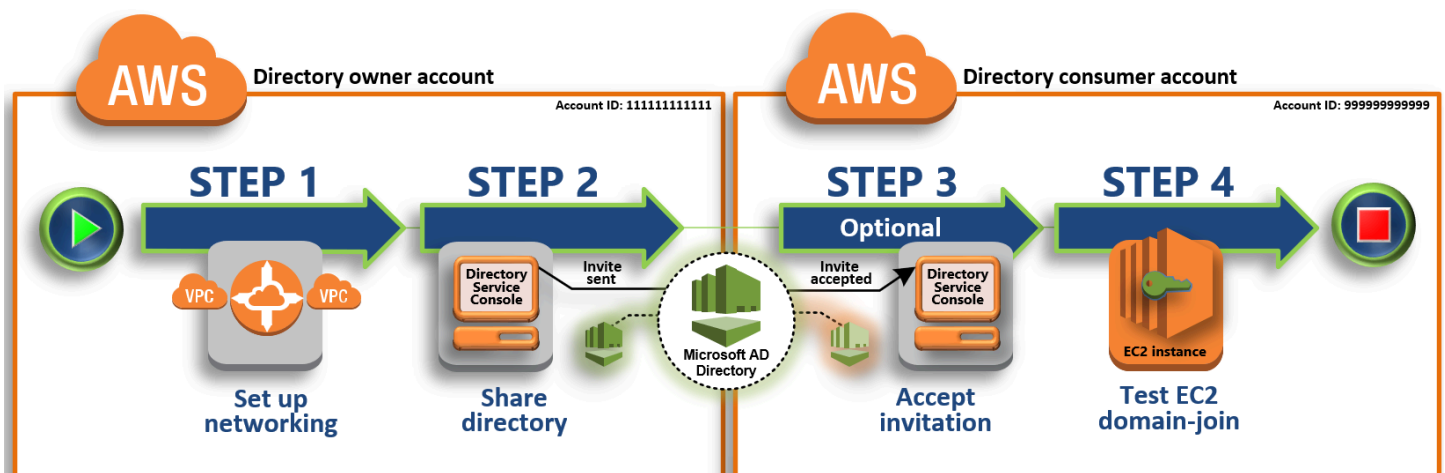 AWS
Directory owner account
Account ID: 111111111111
AWS
Directory consumer account
Account ID: 999999999999
STEP 1
STEP 2
STEP 3
STEP 4
Optional
VPC
VPC
Directory
Service
Console
Invite
sent
Microsoft AD
Directory
Invite
accepted
Directory
Service
Console
EC2 instance
Set up
networking
Share
directory
Accept
invitation
Test EC2
domain-join